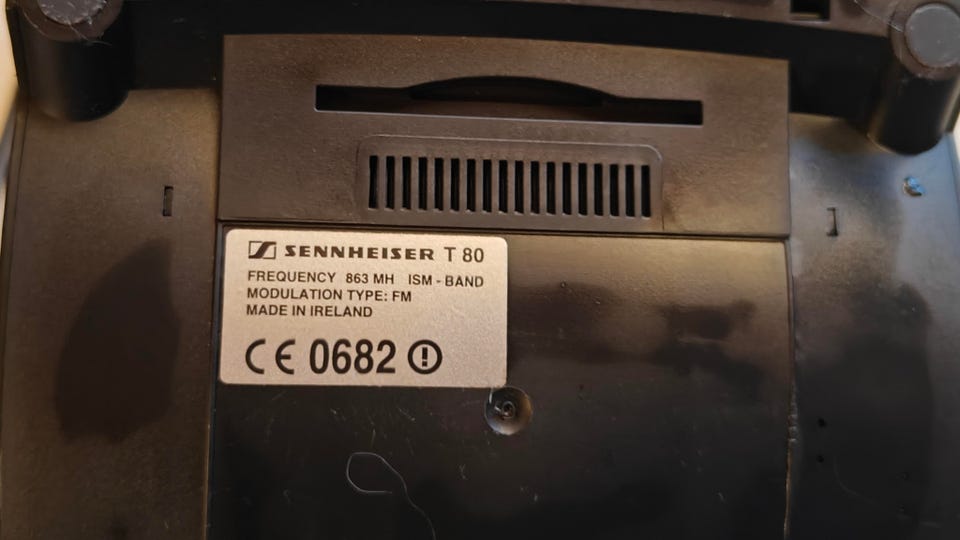 SENNHEISER T 80
FREQUENCY 863 MH ISM - BAND
MODULATION TYPE: FM
MADE IN IRELAND
CE 0682